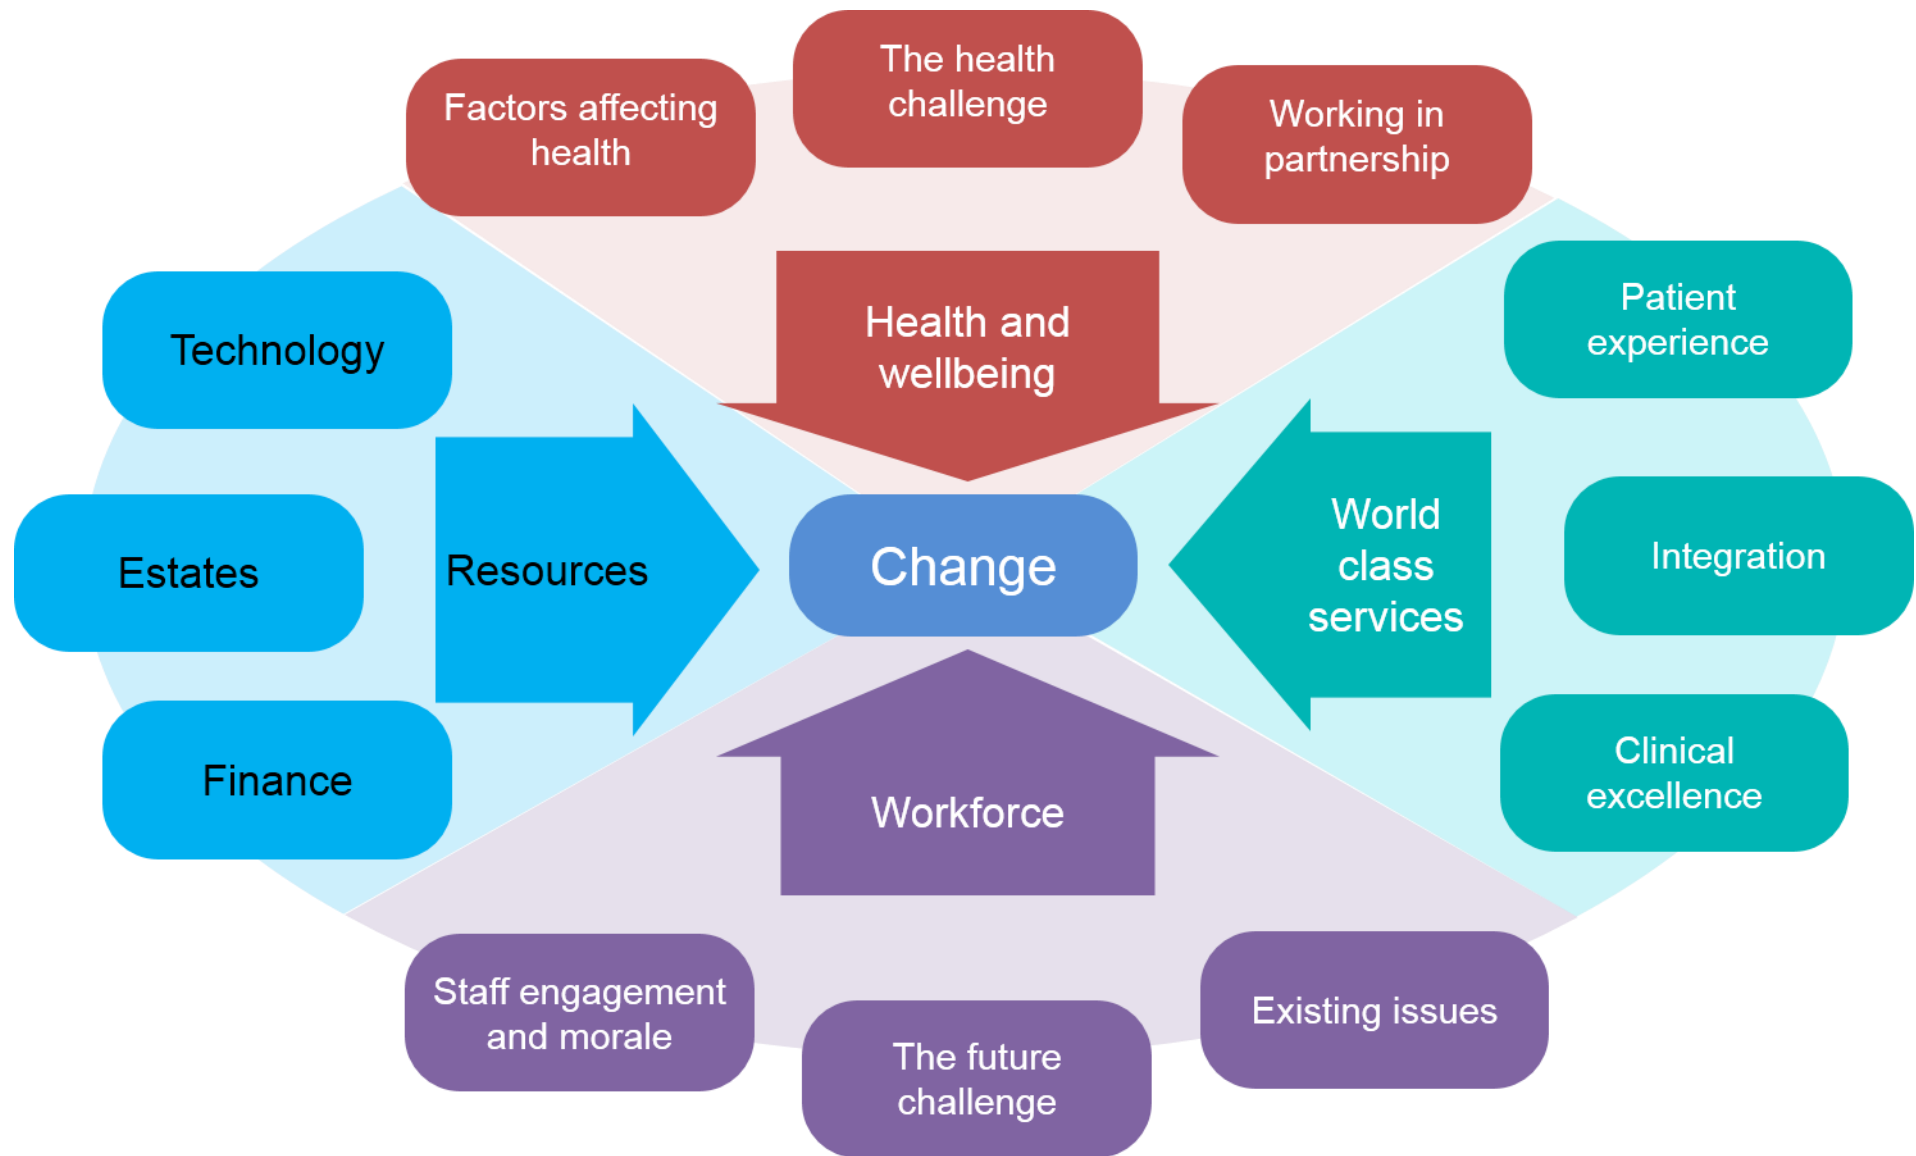 The health
challenge
Factors affecting
health
Working in
partnership
Patient
experience
Technology
Health and
wellbeing
World
class
services
Integration
Estates
Resources
Change
Clinical
excellence
Finance
Workforce
Staff engagement
and morale
Existing issues
The future
challenge